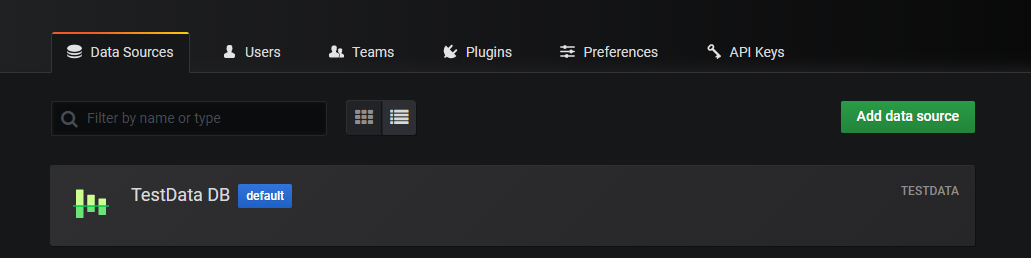 Data Sources Users Teams Plugins Preferences API Keys
Filter by name or type Add data source
TestData DB default TESTDATA